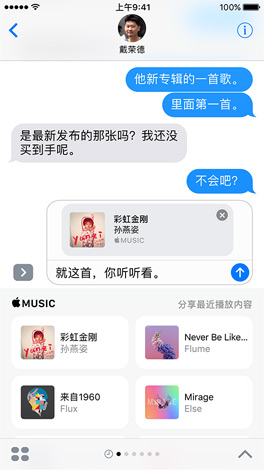 上午9:41
100%
戴荣德
他新专辑的一首歌。
里面第一首。
是最新发布的那张吗？我还没
买到手呢。
不会吧？
彩虹金刚
孙燕姿
MUSIC
就这首，你听听看。
MUSIC
分享最近播放内容
彩虹金刚
孙燕姿
Never Be Like...
Flume
来自1960
Flux
Mirage
Else